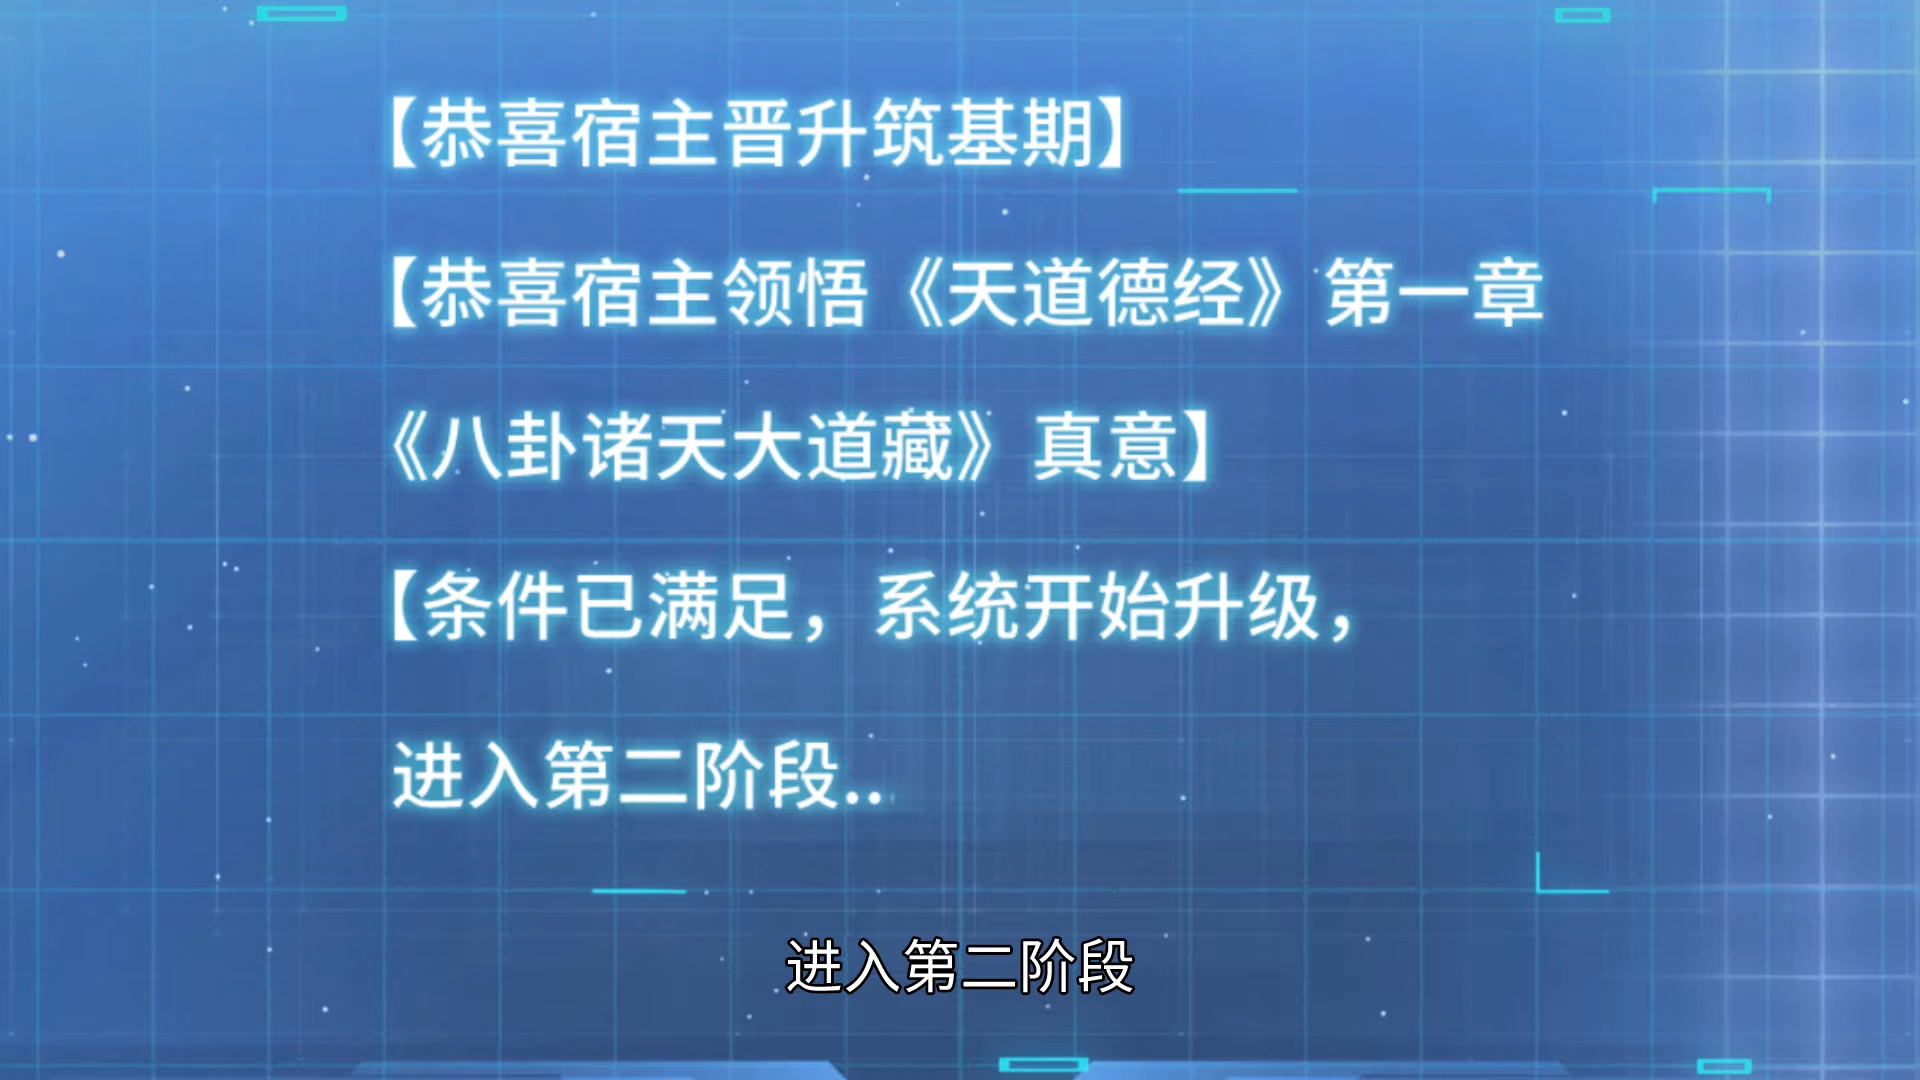 【恭喜宿主晋升筑基期】
【恭喜宿主领悟《天道德经》第一章
《八卦诸天大道藏》真意】
【条件已满足，系统开始升级，
进入第二阶段..
进入第二阶段